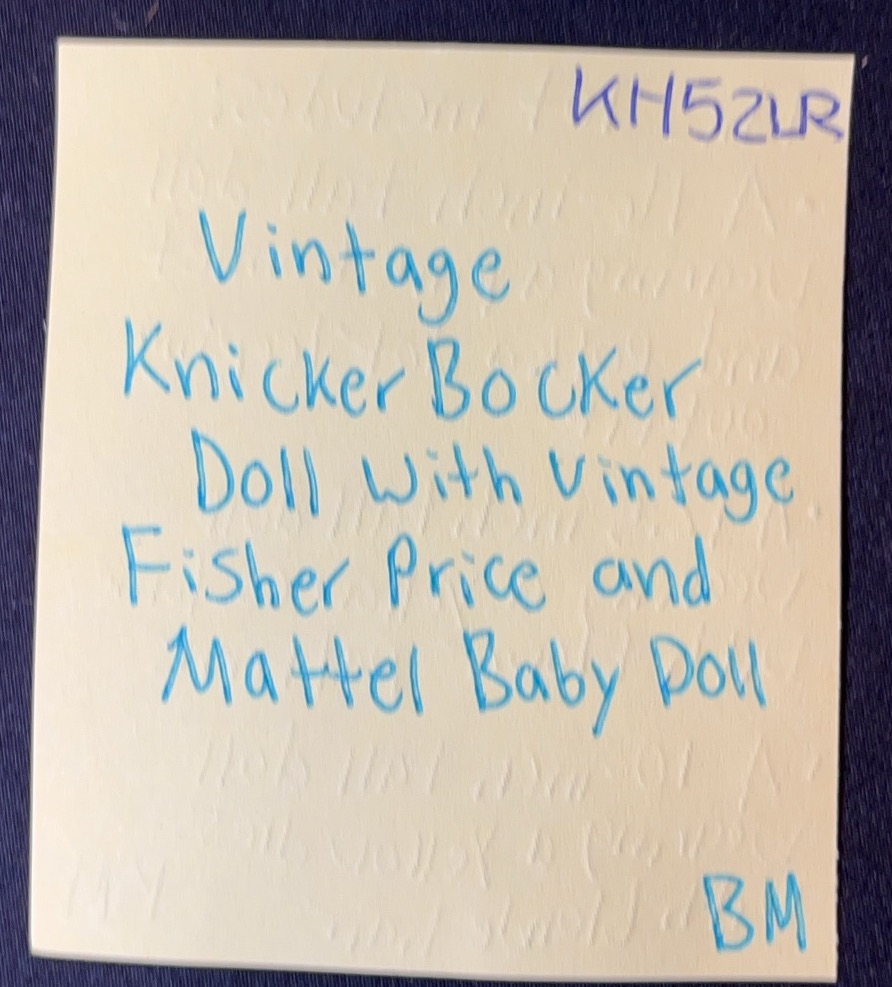 KH52LR
Vintage
KnickerBocker
Doll with vintage
Fisher Price and
Mattel Baby Doll
BM